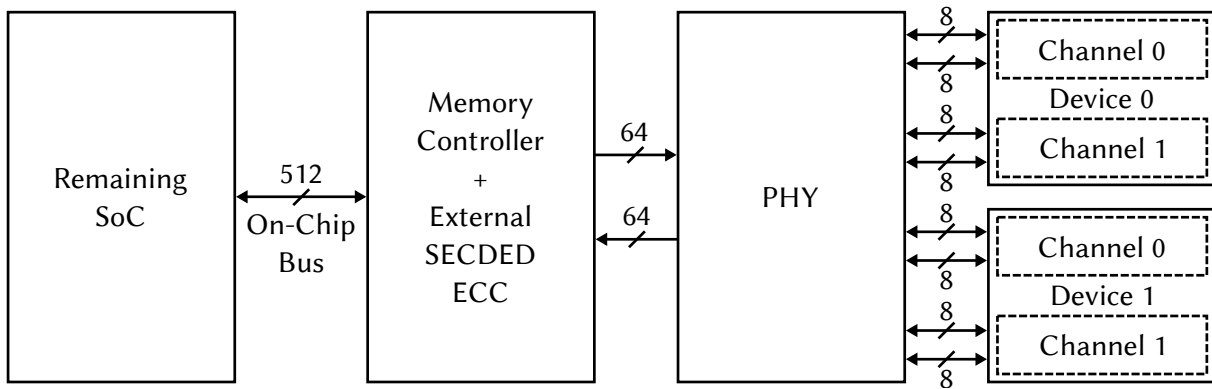 Remaining
SoC
512
On-Chip
Bus
Memory
Controller
+
External
SECDED
ECC
64
64
PHY
8
8
8
8
8
8
8
8
Channel 0
Device 0
Channel 1
Channel 0
Device 1
Channel 1